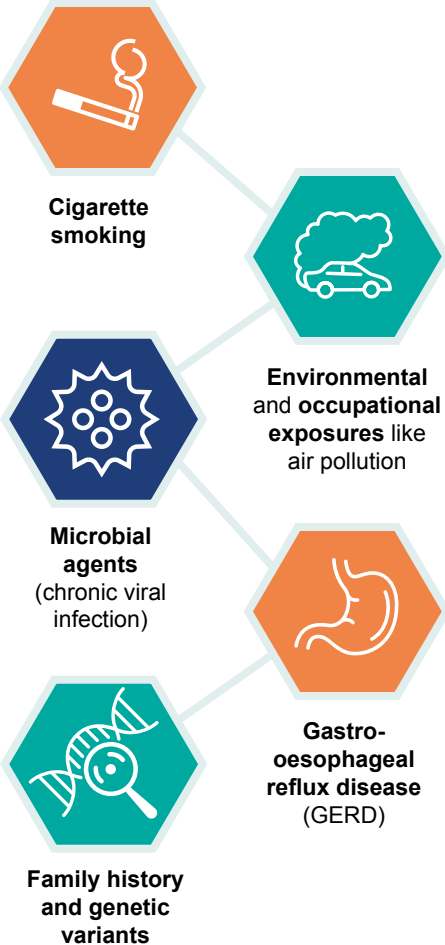 Cigarette
smoking
Environmental
and occupational
exposures like
air pollution
Microbial
agents
(chronic viral
infection)
Gastro-
oesophageal
reflux disease
(GERD)
Family history
and genetic
variants